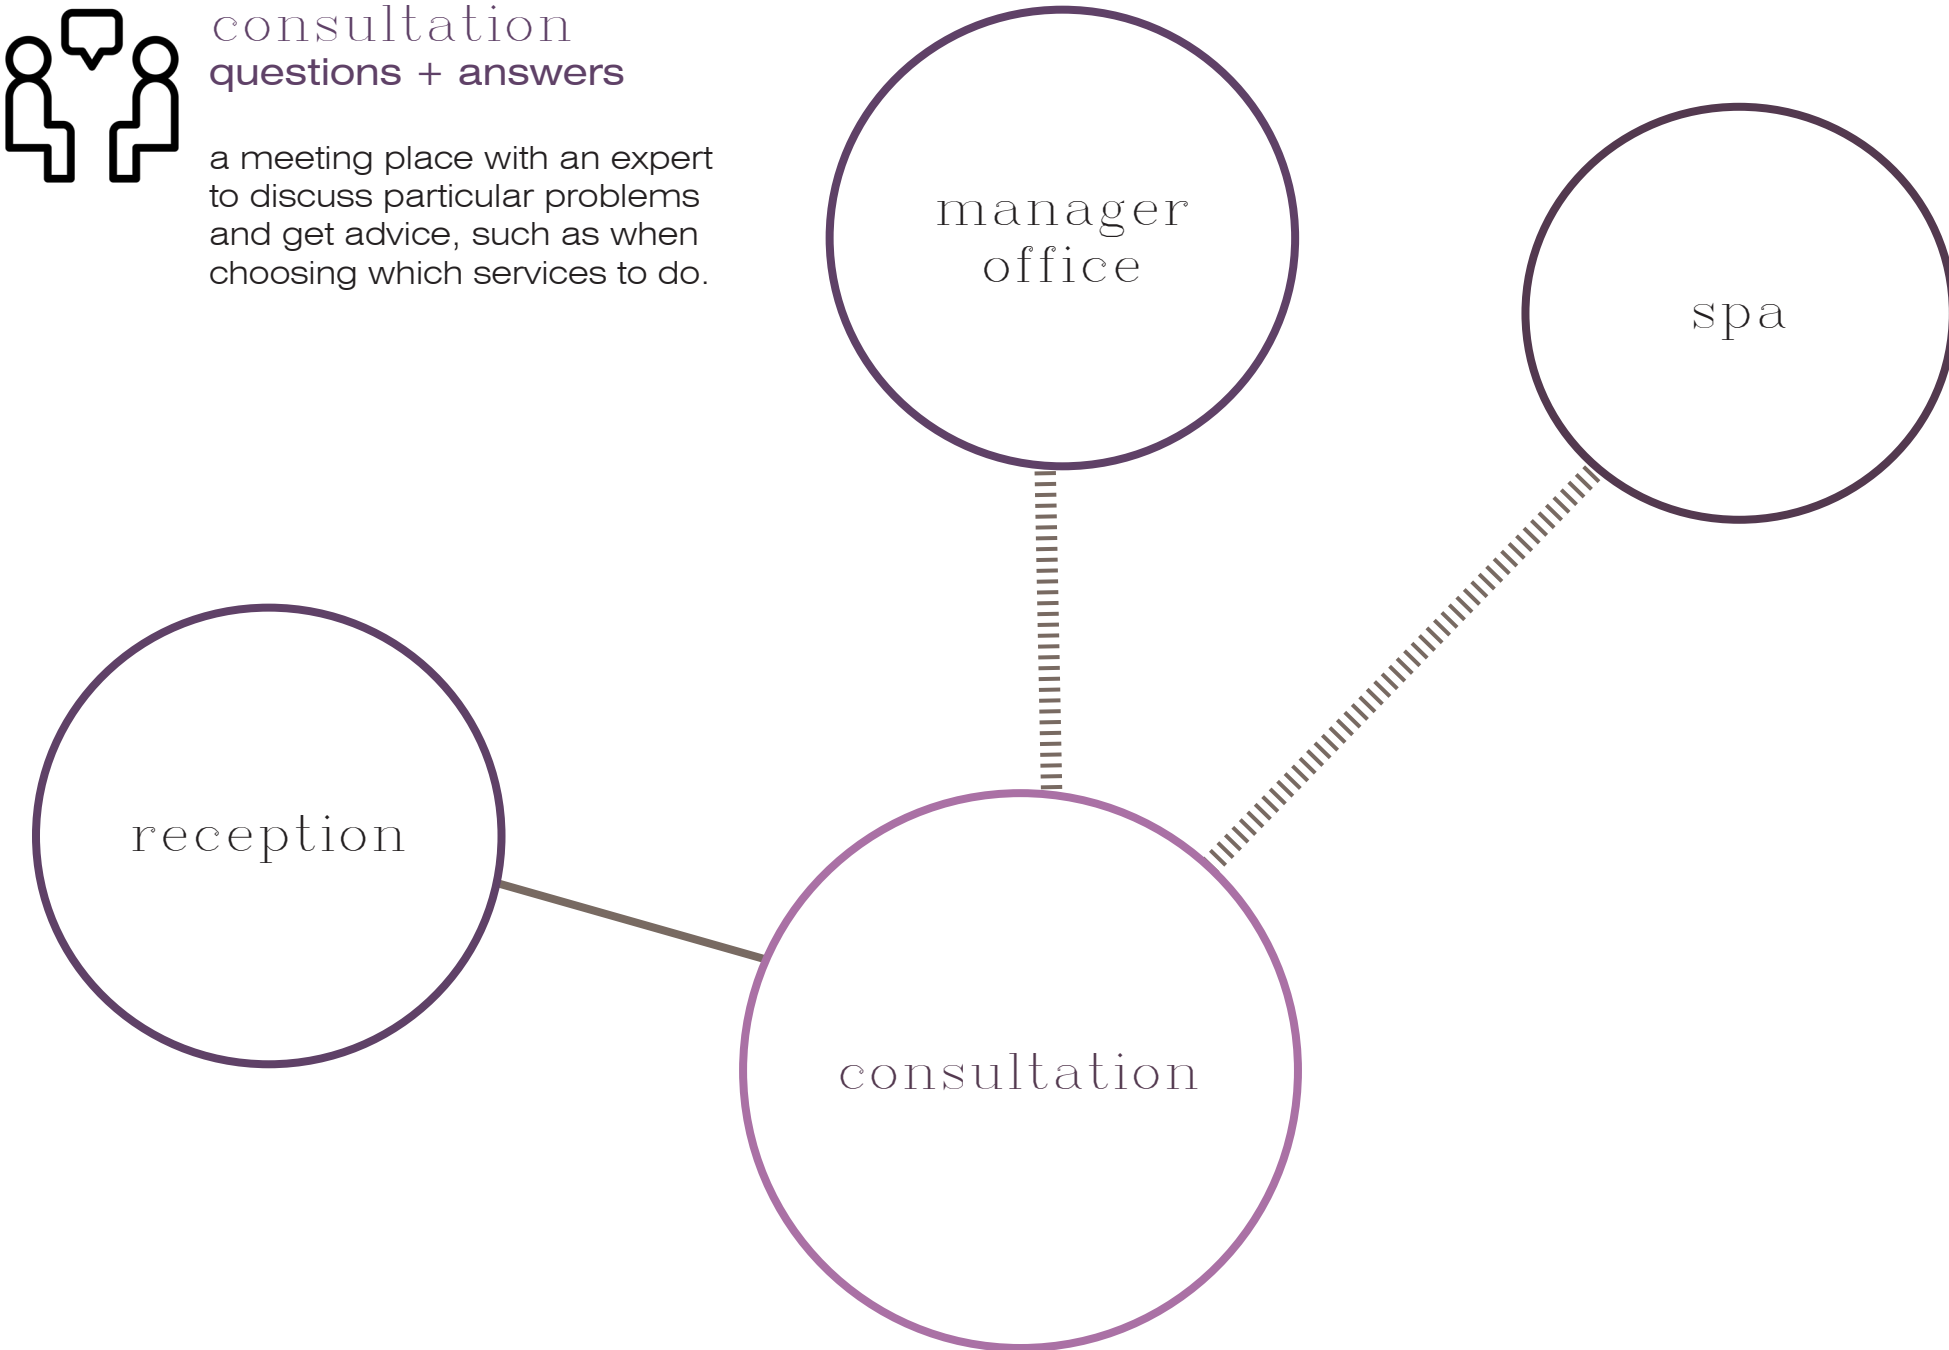 consultation
questions + answers
a meeting place with an expert
to discuss particular problems
and get advice, such as when
choosing which services to do.
manager
office
spa
reception
consultation